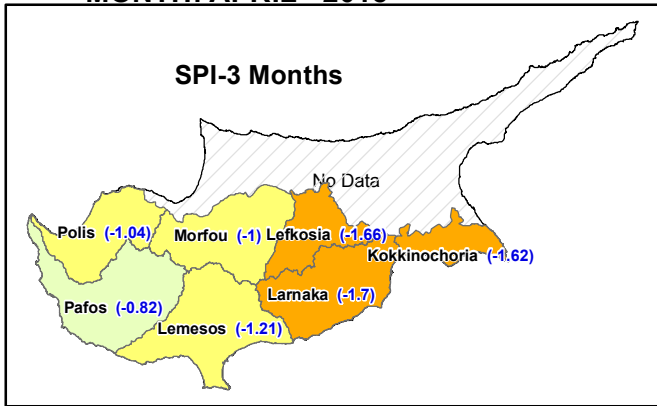 SPI-3 Months
No Data
Polis (-1.04)
Morfou (-1)
Lefkosia (-1.66)
Kokkinochoria (-1.62)
Pafos (-0.82)
Larnaka (-1.7)
Lemesos (-1.21)